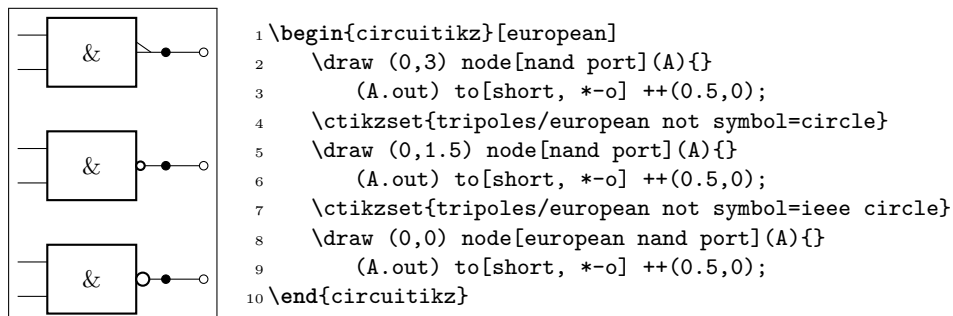 &
&
&
1 \begin{circuitikz}[european]
2 \draw (0,3) node[nand port](A){}
3 (A.out) to[short, *-o] ++(0.5,0);
4 \ctikzset{tripoles/european not symbol=circle}
5 \draw (0,1.5) node[nand port](A){}
6 (A.out) to[short, *-o] ++(0.5,0);
7 \ctikzset{tripoles/european not symbol=ieee circle}
8 \draw (0,0) node[european nand port](A){}
9 (A.out) to[short, *-o] ++(0.5,0);
10 \end{circuitikz}